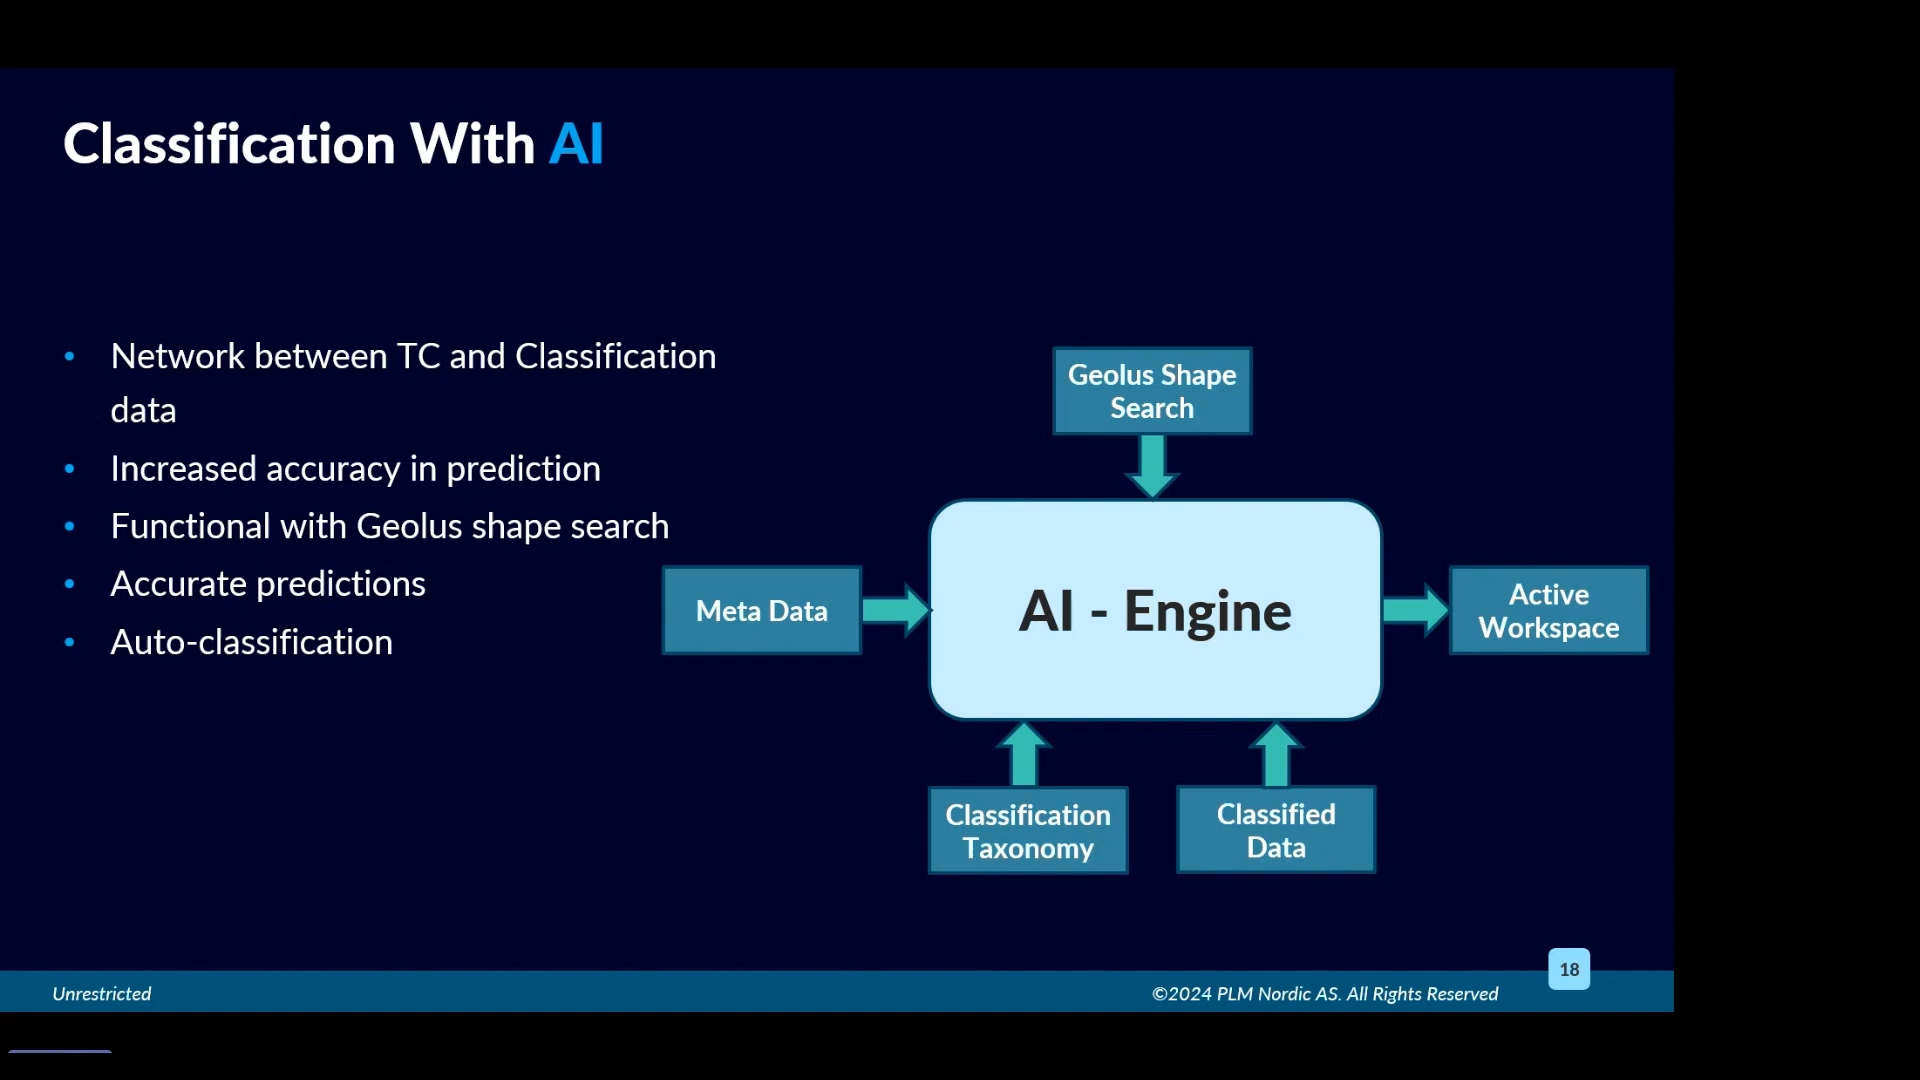 Classification With AI
• Network between TC and Classification
data
• Increased accuracy in prediction
• Functional with Geolus shape search
• Accurate predictions
• Auto-classification
Geolus Shape
Search
Meta Data
AI - Engine
Active
Workspace
Classification
Taxonomy
Classified
Data
18
Unrestricted
©2024 PLM Nordic AS. All Rights Reserved